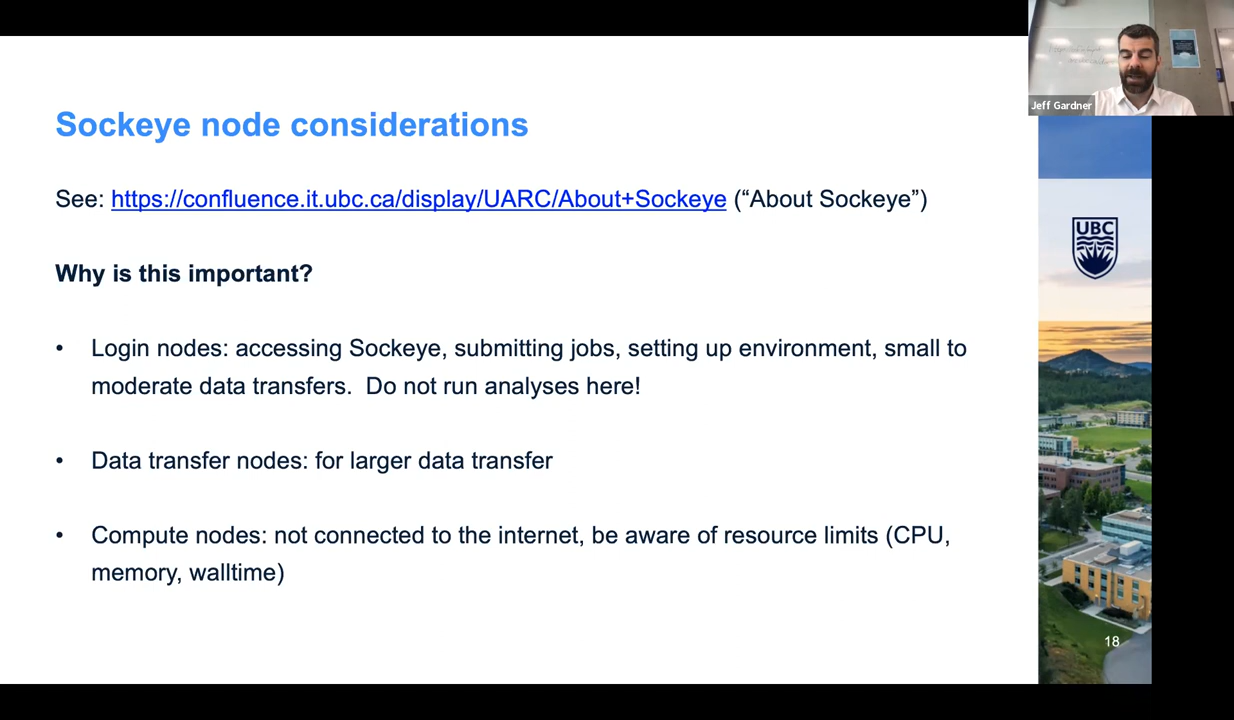 Sockeye node considerations
See: https://confluence.it.ubc.ca/display/UARC/About+Sockeye (“About Sockeye”)
Why is this important?
• Login nodes: accessing Sockeye, submitting jobs, setting up environment, small to
moderate data transfers.  Do not run analyses here!
• Data transfer nodes: for larger data transfer
• Compute nodes: not connected to the internet, be aware of resource limits (CPU,
memory, walltime)
Jeff Gardner
UBC
18